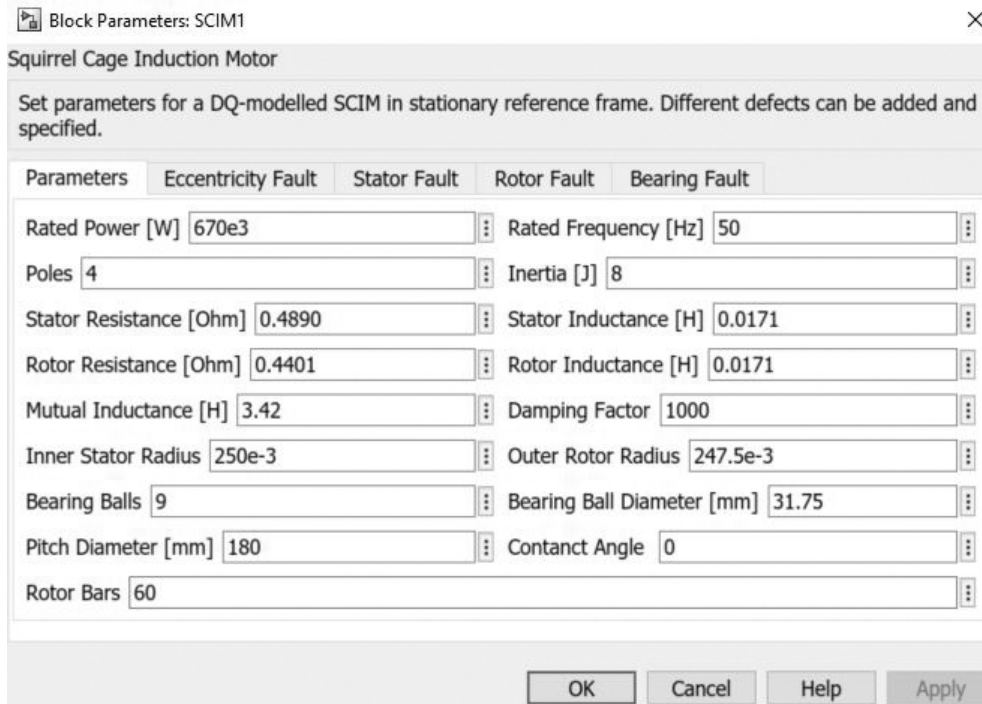 Block Parameters: SCIM1
Squirrel Cage Induction Motor
Set parameters for a DQ-modelled SCIM in stationary reference frame. Different defects can be added and
specified.
Parameters Eccentricity Fault Stator Fault Rotor Fault Bearing Fault
Rated Power [W] 670e3 Rated Frequency [Hz] 50
Poles 4 Inertia [J] 8
Stator Resistance [Ohm] 0.4890 Stator Inductance [H] 0.0171
Rotor Resistance [Ohm] 0.4401 Rotor Inductance [H] 0.0171
Mutual Inductance [H] 3.42 Damping Factor 1000
Inner Stator Radius 250e-3 Outer Rotor Radius 247.5e-3
Bearing Balls 9 Bearing Ball Diameter [mm] 31.75
Pitch Diameter [mm] 180 Contanct Angle 0
Rotor Bars 60
OK Cancel Help Apply